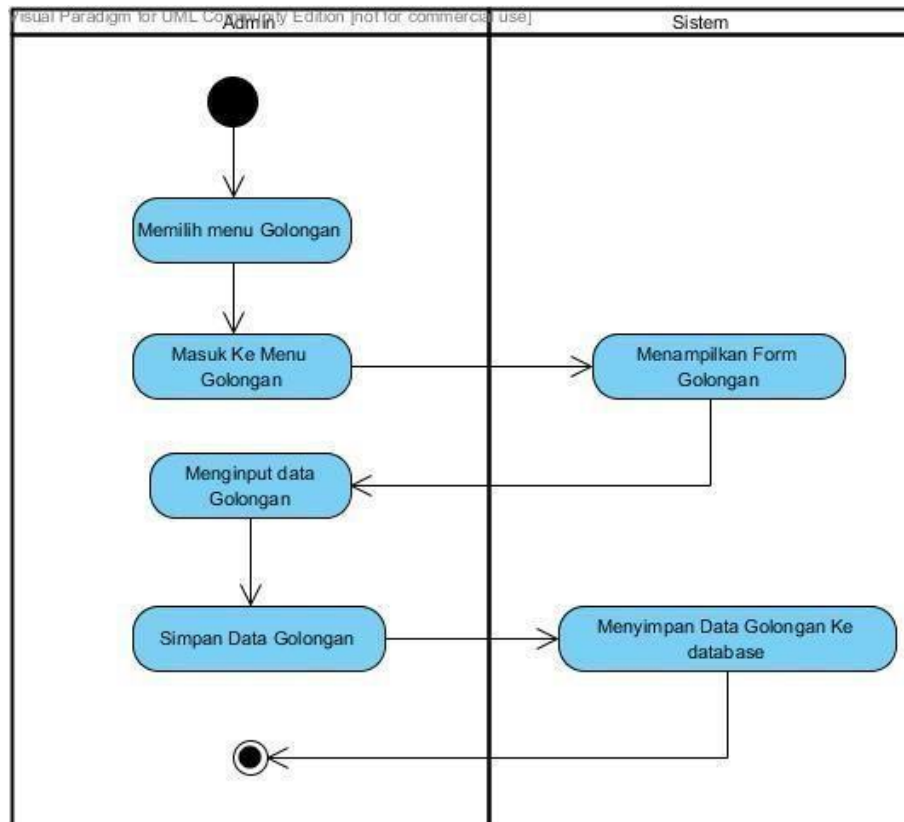 Visual Paradigm for UML Community Edition [not for commercial use]
Admin
Sistem
Memilih menu Golongan
Masuk Ke Menu
Golongan
Menampilkan Form
Golongan
Menginput data
Golongan
Simpan Data Golongan
Menyimpan Data Golongan Ke
database